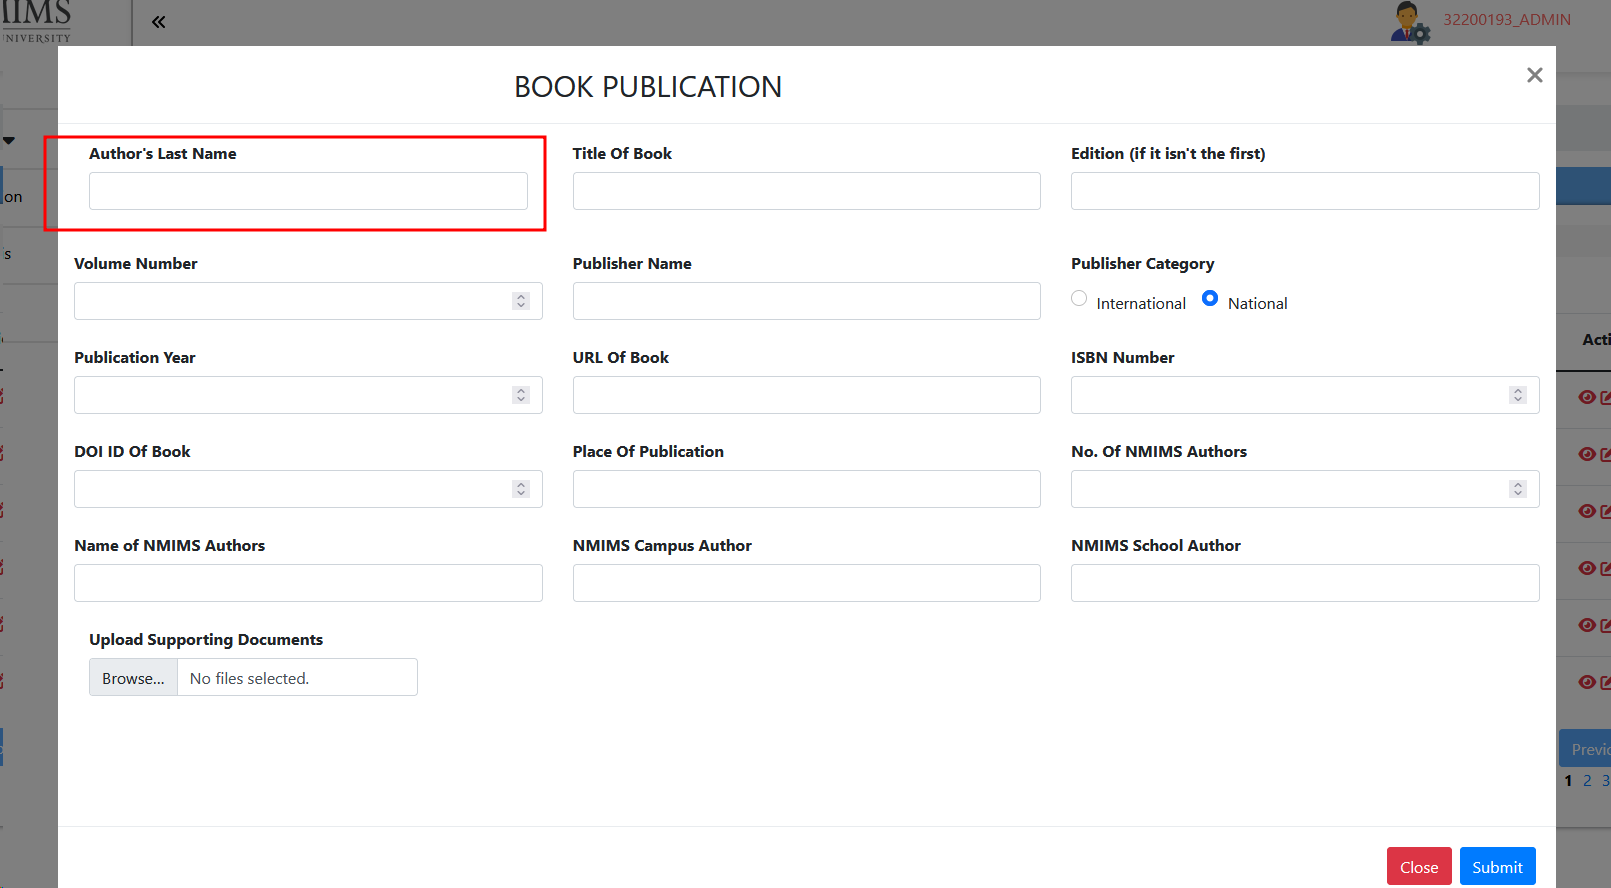 UNIVERSITY
32200193_ADMIN
BOOK PUBLICATION
Author's Last Name
Title Of Book
Edition (if it isn't the first)
on
s
Volume Number
Publisher Name
Publisher Category
International
National
Publication Year
URL Of Book
ISBN Number
Acti
DOI ID Of Book
Place Of Publication
No. Of NMIMS Authors
Name of NMIMS Authors
NMIMS Campus Author
NMIMS School Author
Upload Supporting Documents
Browse... No files selected.
Previo
1 2 3
Close
Submit